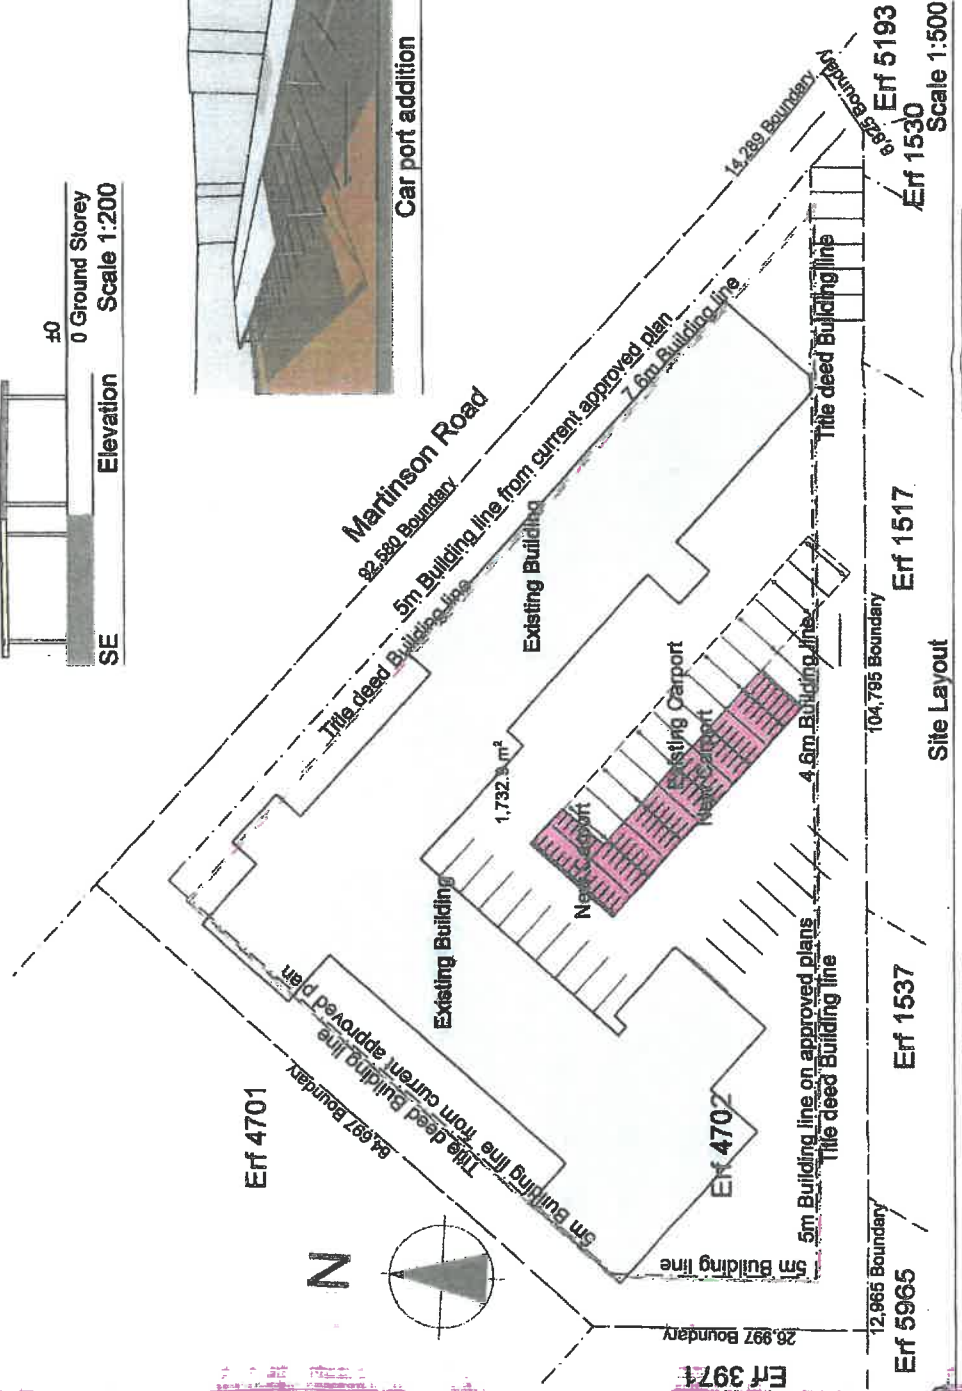 ±0
0 Ground Storey
SE Elevation Scale 1:200
Car port addition
Martinson Road
92,580 Boundary
14,289 Boundary
6,825 Boundary
Erf 5193
Erf 1530
5m Building line from current approved plan
7.6m Building line
Title deed Building line
Existing Building
1,732.9 m²
Existing Building
Existing Carport
New Carport
New Carport
4.6m Building line
Title deed Building line
Erf 4701
64,697 Boundary
Title deed Building line
5m Building line from current approved plan
N
Erf 4702
5m Building line on approved plans
Title deed Building line
5m Building line
26,997 Boundary
Erf 3971
12,965 Boundary
104,795 Boundary
Erf 5965
Erf 1537
Erf 1517
Site Layout
Scale 1:500